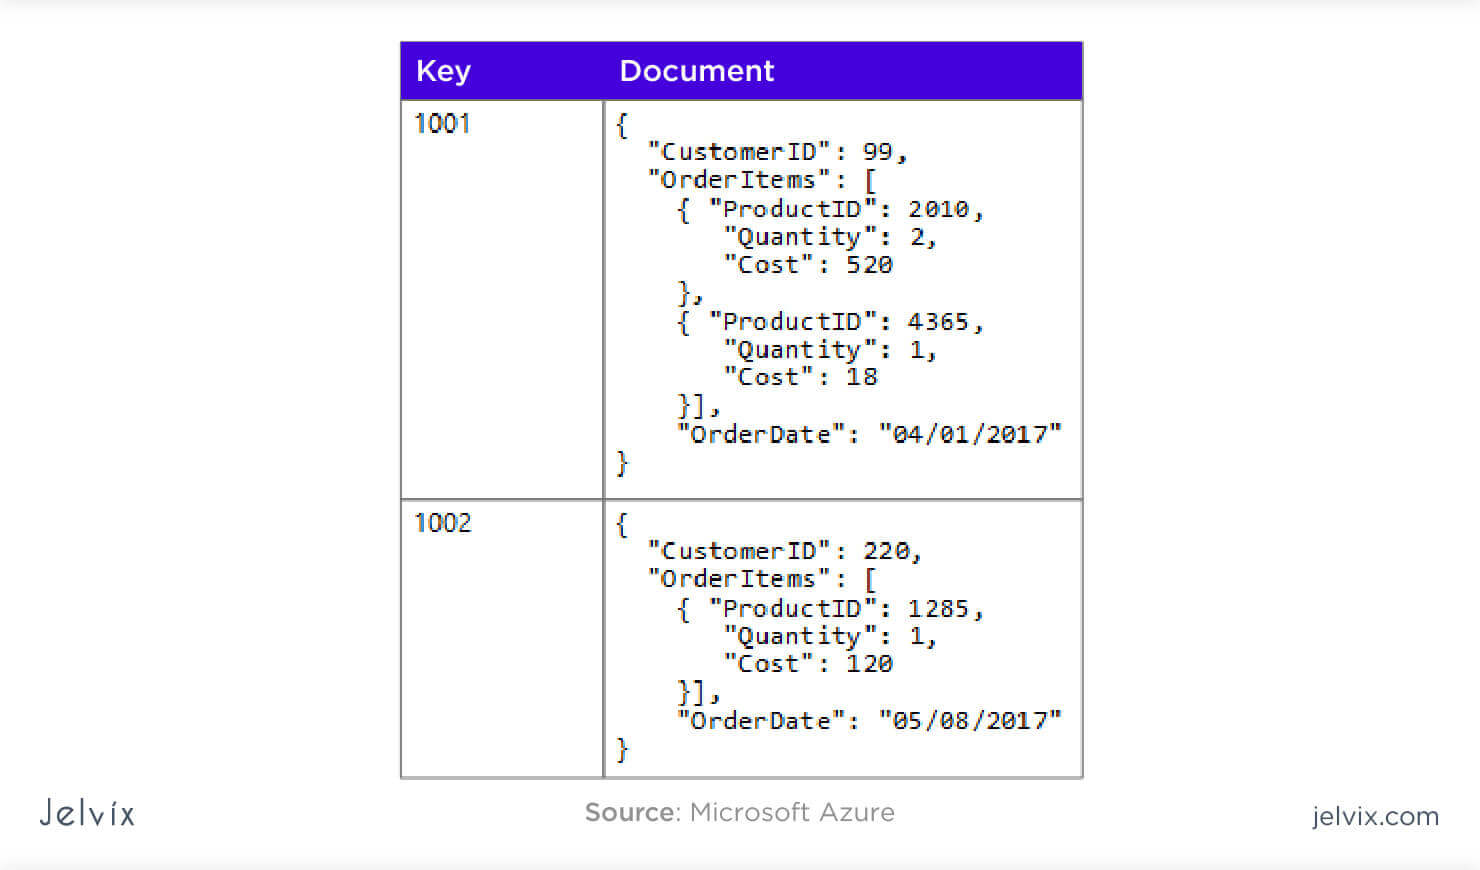 Key Document
1001
{
"CustomerID": 99,
"OrderItems": [
{ "ProductID": 2010,
"Quantity": 2,
"Cost": 520
},
{ "ProductID": 4365,
"Quantity": 1,
"Cost": 18
}],
"OrderDate": "04/01/2017"
}
1002
{
"CustomerID": 220,
"OrderItems": [
{ "ProductID": 1285,
"Quantity": 1,
"Cost": 120
}],
"OrderDate": "05/08/2017"
}
Jelvix
Source: Microsoft Azure
jelvix.com